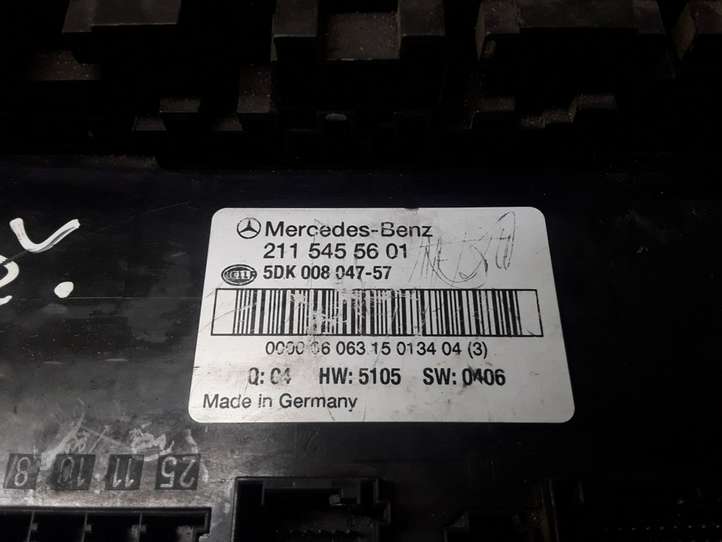 Mercedes-Benz
211 545 56 01
HELLA 5DK 008 047-57
0000 06 063 15 0134 04 (3)
Q: 04 HW: 5105 SW: 0406
Made in Germany
8 10 11 25